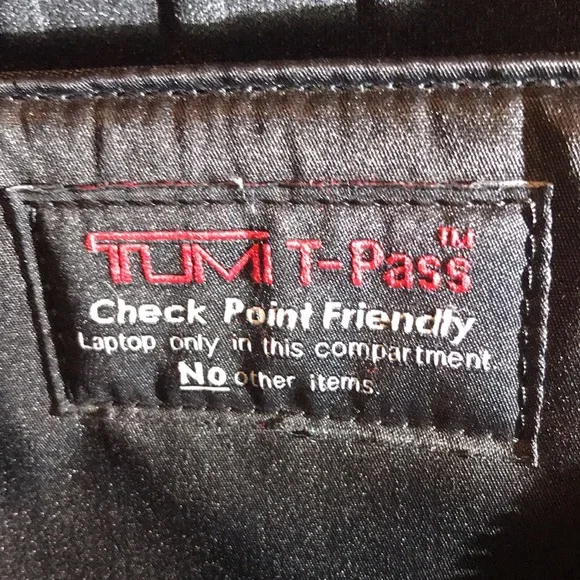 TUMI T-Pass™
Check Point Friendly
Laptop only in this compartment.
No other items.